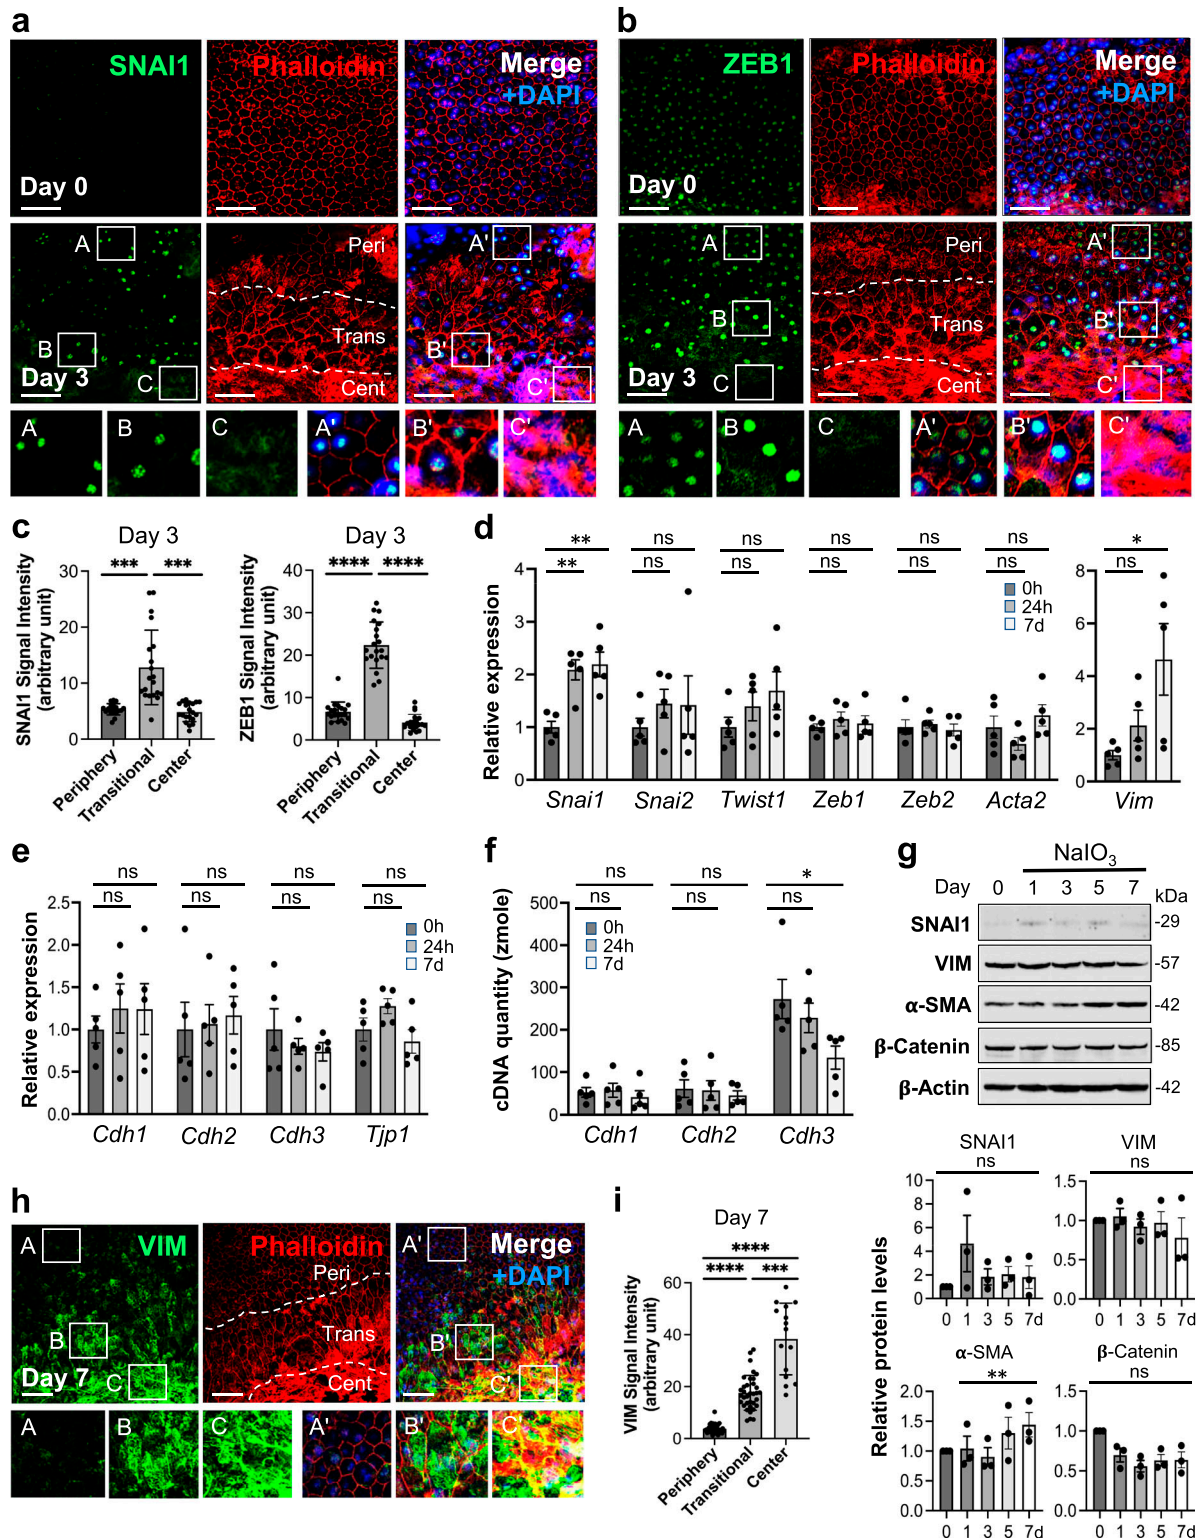 a
SNAI1
Phalloidin
Merge
+DAPI
Day 0
A
B
C
Day 3
Peri
Trans
Cent
A'
B'
C'
A
B
C
A'
B'
C'
b
ZEB1
Phalloidin
Merge
+DAPI
Day 0
A
B
C
Day 3
Peri
Trans
Cent
A'
B'
C'
A
B
C
A'
B'
C'
c
Day 3
*** ***
SNAI1 Signal Intensity
(arbitrary unit)
30
20
10
0
Periphery
Transitional
Center
Day 3
**** ****
ZEB1 Signal Intensity
(arbitrary unit)
40
30
20
10
0
Periphery
Transitional
Center
d
** ns ns ns ns ns *
** ns ns ns ns ns ns
0h
24h
7d
Relative expression
4
3
2
1
0
Snai1 Snai2 Twist1 Zeb1 Zeb2 Acta2
8
6
4
2
0
Vim
e
ns ns ns ns
ns ns ns ns
0h
24h
7d
Relative expression
2.5
2.0
1.5
1.0
0.5
0.0
Cdh1 Cdh2 Cdh3 Tjp1
f
ns ns *
ns ns ns
0h
24h
7d
cDNA quantity (zmole)
500
400
300
200
100
0
Cdh1 Cdh2 Cdh3
g
NaIO3
Day 0 1 3 5 7 kDa
SNAI1 -29
VIM -57
α-SMA -42
β-Catenin -85
β-Actin -42
Relative protein levels
SNAI1
ns
10
8
6
4
2
0
0 1 3 5 7d
VIM
ns
1.5
1.0
0.5
0.0
0 1 3 5 7d
α-SMA
**
2.0
1.5
1.0
0.5
0.0
0 1 3 5 7d
β-Catenin
ns
1.5
1.0
0.5
0.0
0 1 3 5 7d
h
A
VIM
B
C
Day 7
Phalloidin
Peri
Trans
Cent
Merge
+DAPI
A'
B'
C'
A
B
C
A'
B'
C'
i
Day 7
****
**** ***
VIM Signal Intensity
(arbitrary unit)
60
40
20
0
Periphery
Transitional
Center